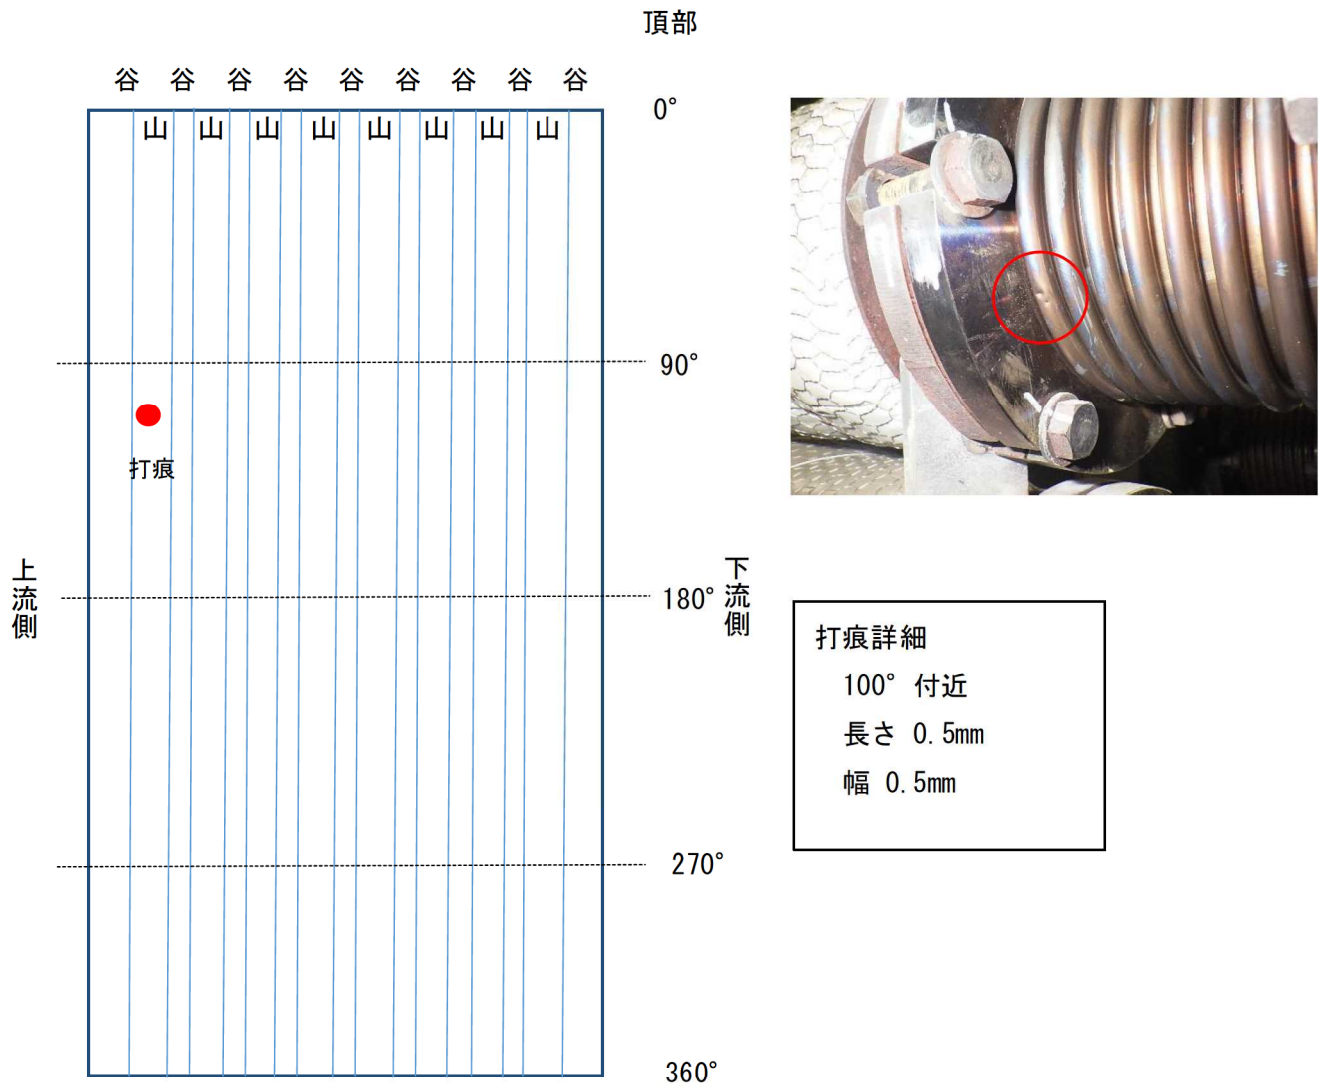 頂部
谷 谷 谷 谷 谷 谷 谷 谷 谷
0°
山 山 山 山 山 山 山 山
90°
打痕
上流側
下流側
180°
打痕詳細
100° 付近
長さ 0.5mm
幅 0.5mm
270°
360°